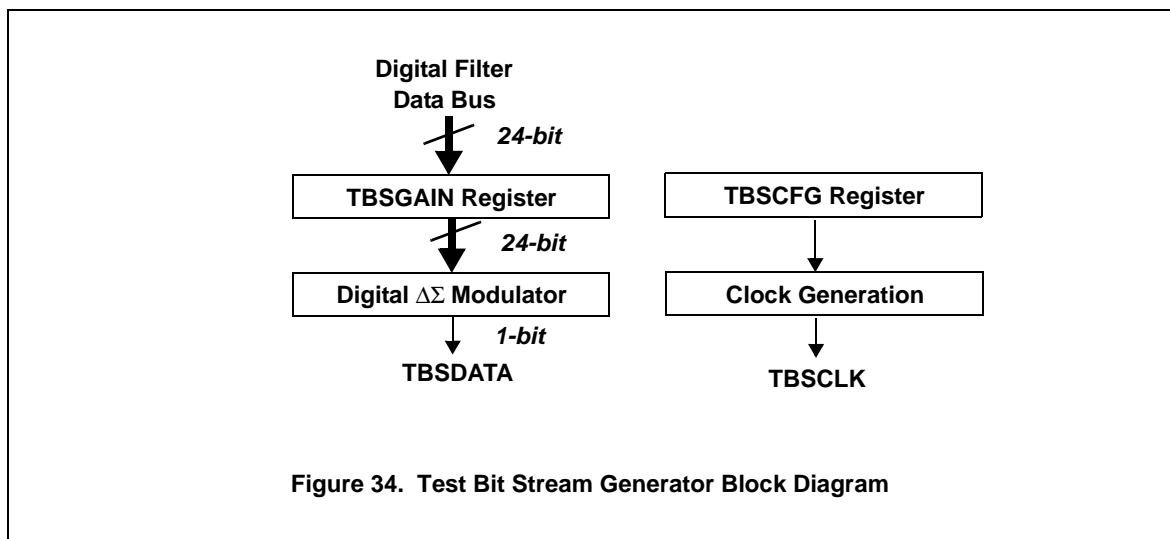 Digital Filter
Data Bus
24-bit
TBSGAIN Register
24-bit
Digital ΔΣ Modulator
1-bit
TBSDATA
TBSCFG Register
Clock Generation
TBSCLK
Figure 34. Test Bit Stream Generator Block Diagram